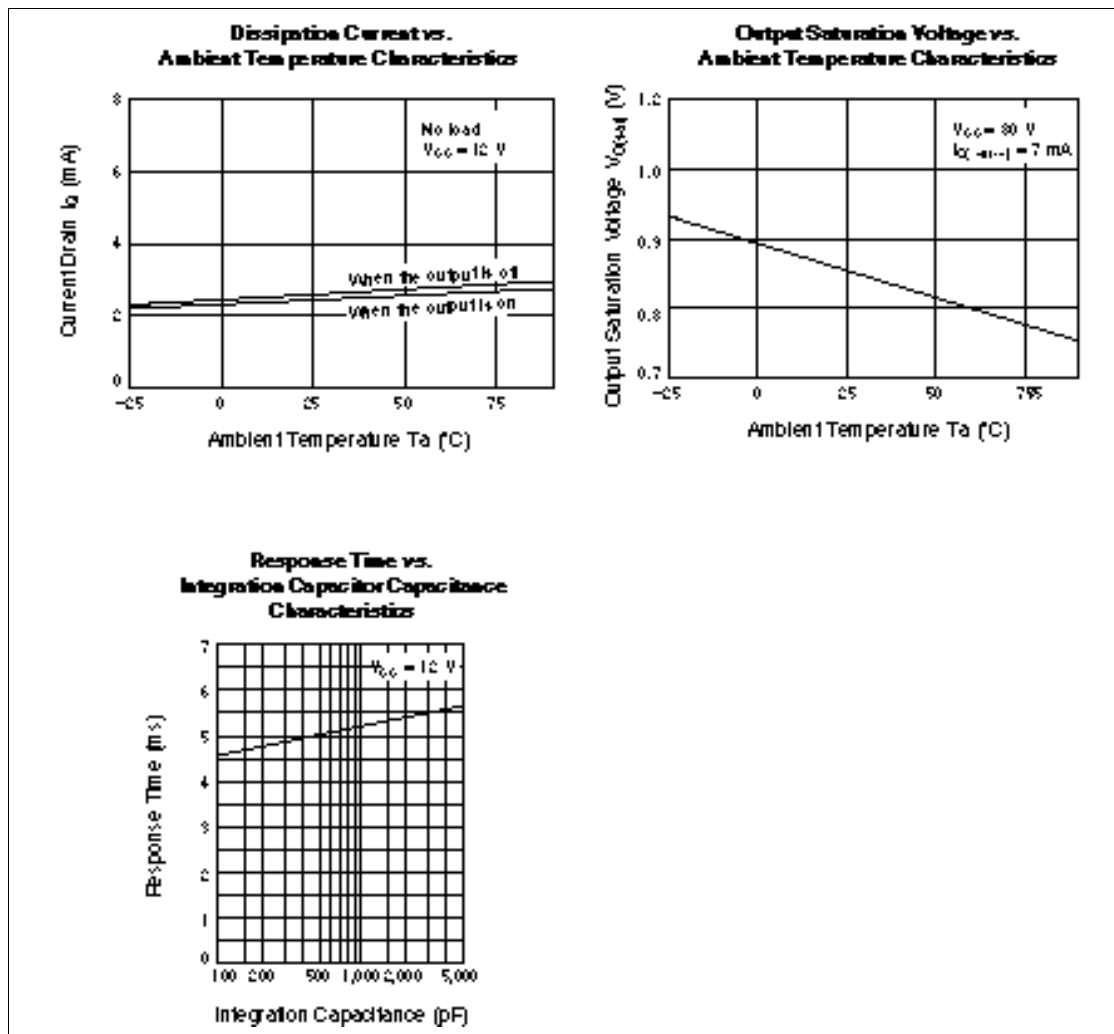 Dissipation Current vs.
Ambient Temperature Characteristics
8
6
4
2
0
Current Drain Id (mA)
No load
VCC = 12 V
When the output is off
When the output is on
−25 0 25 50 75
Ambient Temperature Ta (°C)
Output Saturation Voltage vs.
Ambient Temperature Characteristics
1.2
1.0
0.9
0.8
0.7
Output Saturation Voltage VO(sat) (V)
VCC = 30 V
= 7 mA
−25 0 25 50
Ambient Temperature Ta (°C)
Response Time vs.
Integration Capacitor Capacitance
Characteristics
7
6
5
4
3
2
1
0
Response Time (ms)
VCC = 12 V
100 200 500 1,000 2,000 5,000
Integration Capacitance (pF)